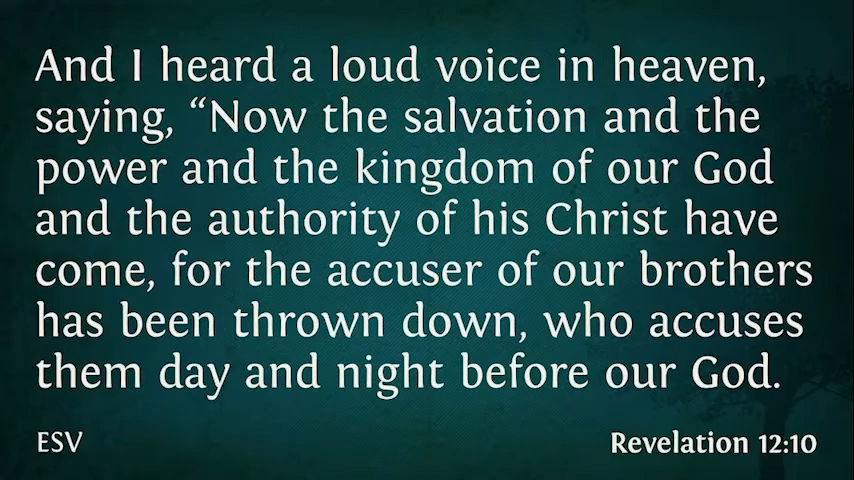 And I heard a loud voice in heaven,
saying, “Now the salvation and the
power and the kingdom of our God
and the authority of his Christ have
come, for the accuser of our brothers
has been thrown down, who accuses
them day and night before our God.
ESV
Revelation 12:10